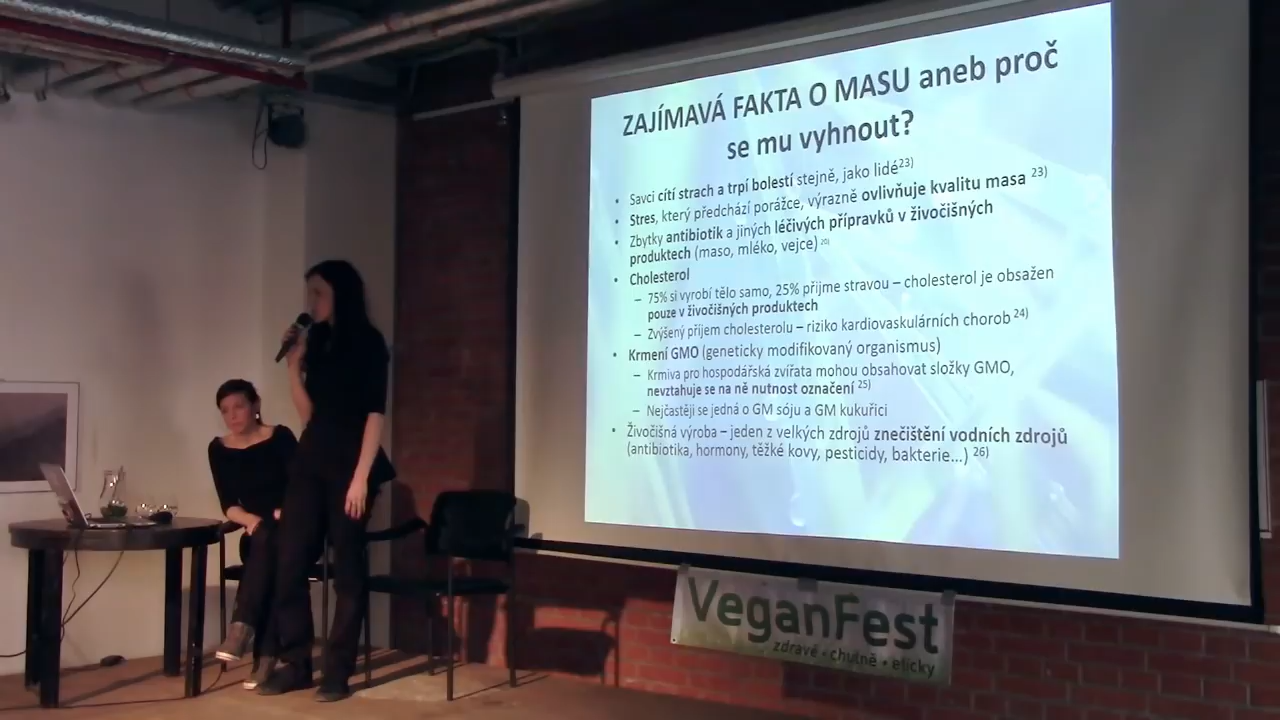 ZAJÍMAVÁ FAKTA O MASU aneb proč
se mu vyhnout?
• Savci cítí strach a trpí bolestí stejně, jako lidé23)
• Stres, který předchází porážce, výrazně ovlivňuje kvalitu masa 23)
• Zbytky antibiotik a jiných léčivých přípravků v živočišných
produktech (maso, mléko, vejce)
• Cholesterol
– 75% si vyrobí tělo samo, 25% přijme stravou – cholesterol je obsažen
pouze v živočišných produktech
– Zvýšený příjem cholesterolu – riziko kardiovaskulárních chorob 24)
• Krmení GMO (geneticky modifikovaný organismus)
– Krmiva pro hospodářská zvířata mohou obsahovat složky GMO,
nevztahuje se na ně nutnost označení 25)
– Nejčastěji se jedná o GM sóju a GM kukuřici
• Živočišná výroba – jeden z velkých zdrojů znečištění vodních zdrojů
(antibiotika, hormony, těžké kovy, pesticidy, bakterie...) 26)
VeganFest
zdravě • chutně • eticky